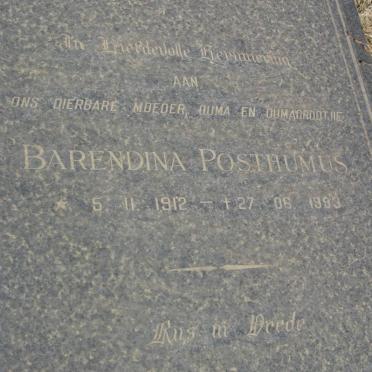 In Liefdevolle Herinnering
AAN
ONS DIERBARE MOEDER, OUMA EN OUMAGROOTJIE
BARENDINA POSTHUMUS
* 5 11 1912 – † 27 06 1993
Rus in Vrede